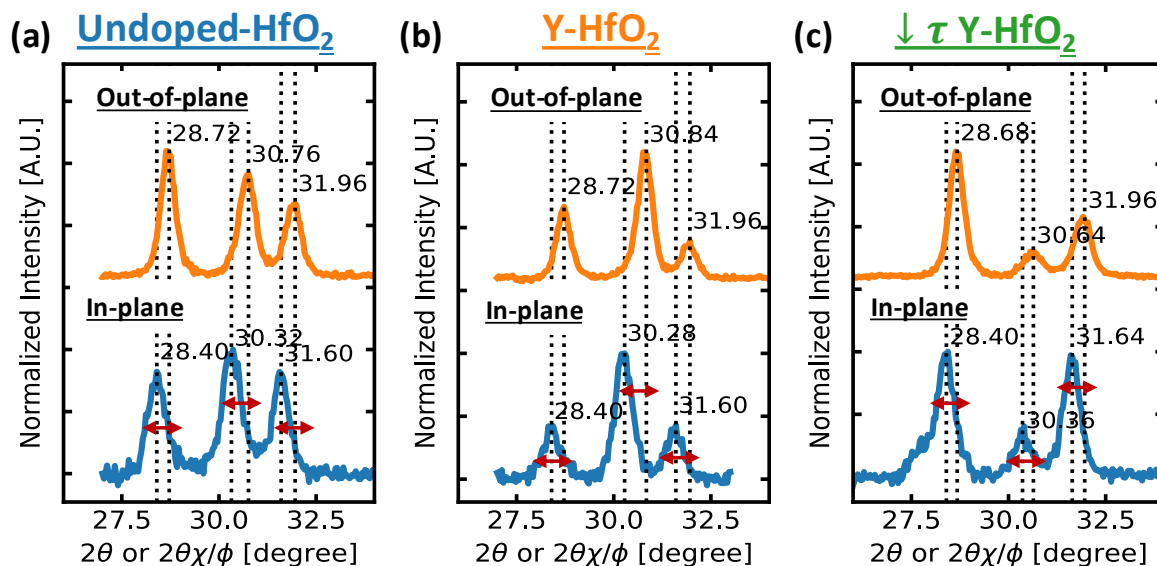 (a) Undoped-HfO₂
Normalized Intensity [A.U.]
Out-of-plane
28.72
30.76
31.96
In-plane
28.40
30.32
31.60
27.5 30.0 32.5
2θ or 2θχ/ϕ [degree]
(b) Y-HfO₂
Normalized Intensity [A.U.]
Out-of-plane
30.84
28.72
31.96
In-plane
30.28
28.40
31.60
27.5 30.0 32.5
2θ or 2θχ/ϕ [degree]
(c) ↓ τ Y-HfO₂
Normalized Intensity [A.U.]
Out-of-plane
28.68
31.96
30.64
In-plane
28.40
31.64
30.36
27.5 30.0 32.5
2θ or 2θχ/ϕ [degree]